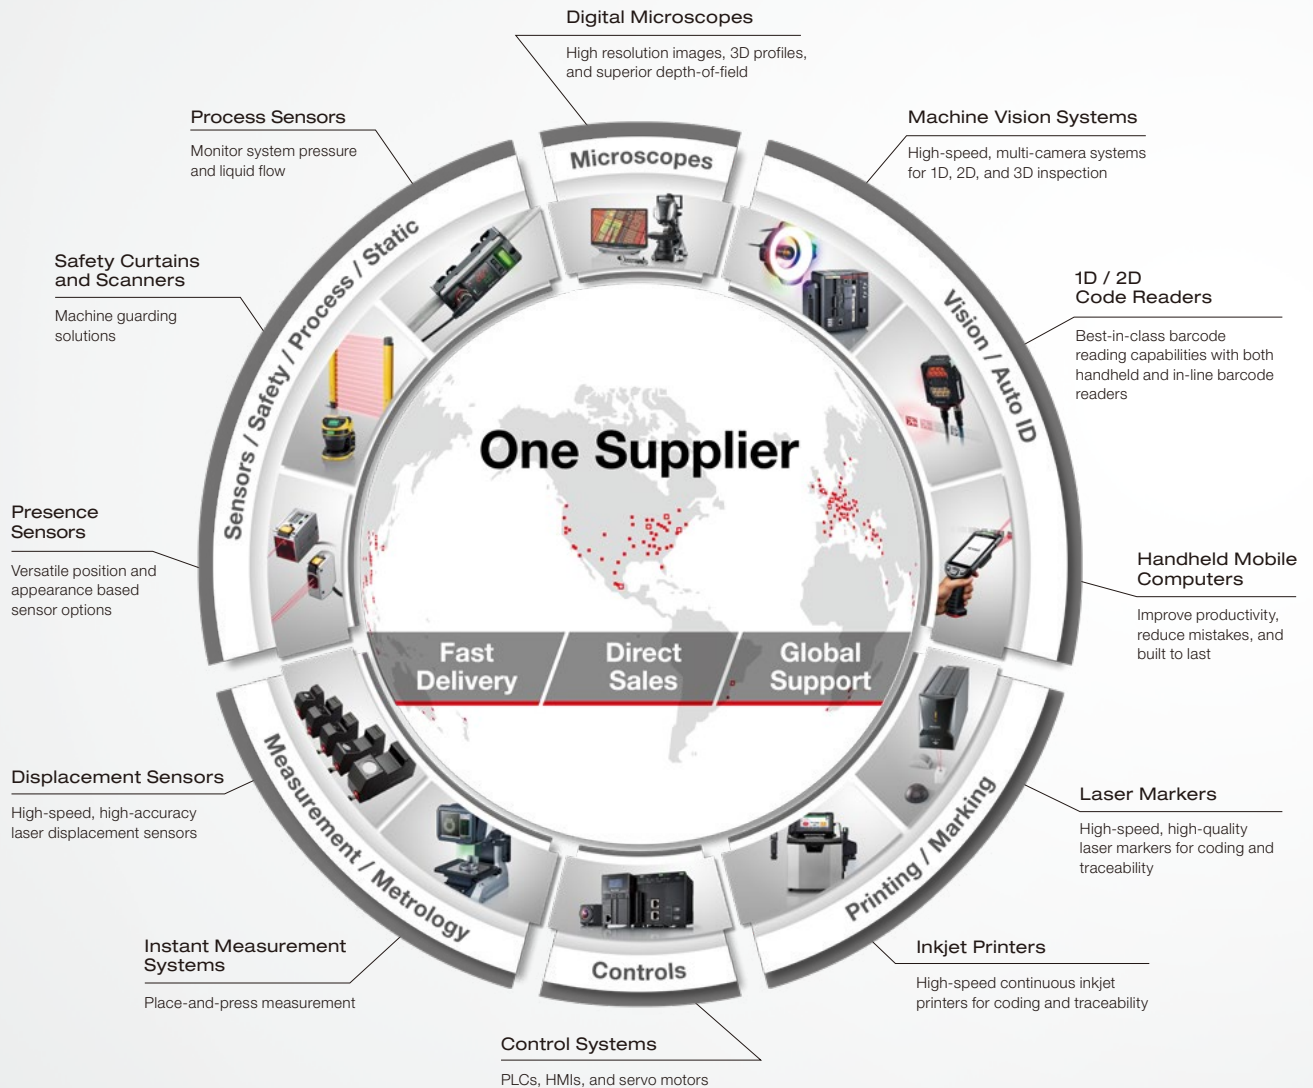 Digital Microscopes
High resolution images, 3D profiles,
and superior depth-of-field
Process Sensors
Monitor system pressure
and liquid flow
Machine Vision Systems
High-speed, multi-camera systems
for 1D, 2D, and 3D inspection
Microscopes
Safety Curtains
and Scanners
Machine guarding
solutions
Sensors / Safety / Process / Static
Vision / Auto ID
1D / 2D
Code Readers
Best-in-class barcode
reading capabilities with both
handheld and in-line barcode
readers
One Supplier
Presence
Sensors
Versatile position and
appearance based
sensor options
Handheld Mobile
Computers
Improve productivity,
reduce mistakes, and
built to last
Fast
Delivery
Direct
Sales
Global
Support
Displacement Sensors
High-speed, high-accuracy
laser displacement sensors
Measurement / Metrology
Printing / Marking
Laser Markers
High-speed, high-quality
laser markers for coding and
traceability
Instant Measurement
Systems
Place-and-press measurement
Controls
Inkjet Printers
High-speed continuous inkjet
printers for coding and traceability
Control Systems
PLCs, HMIs, and servo motors